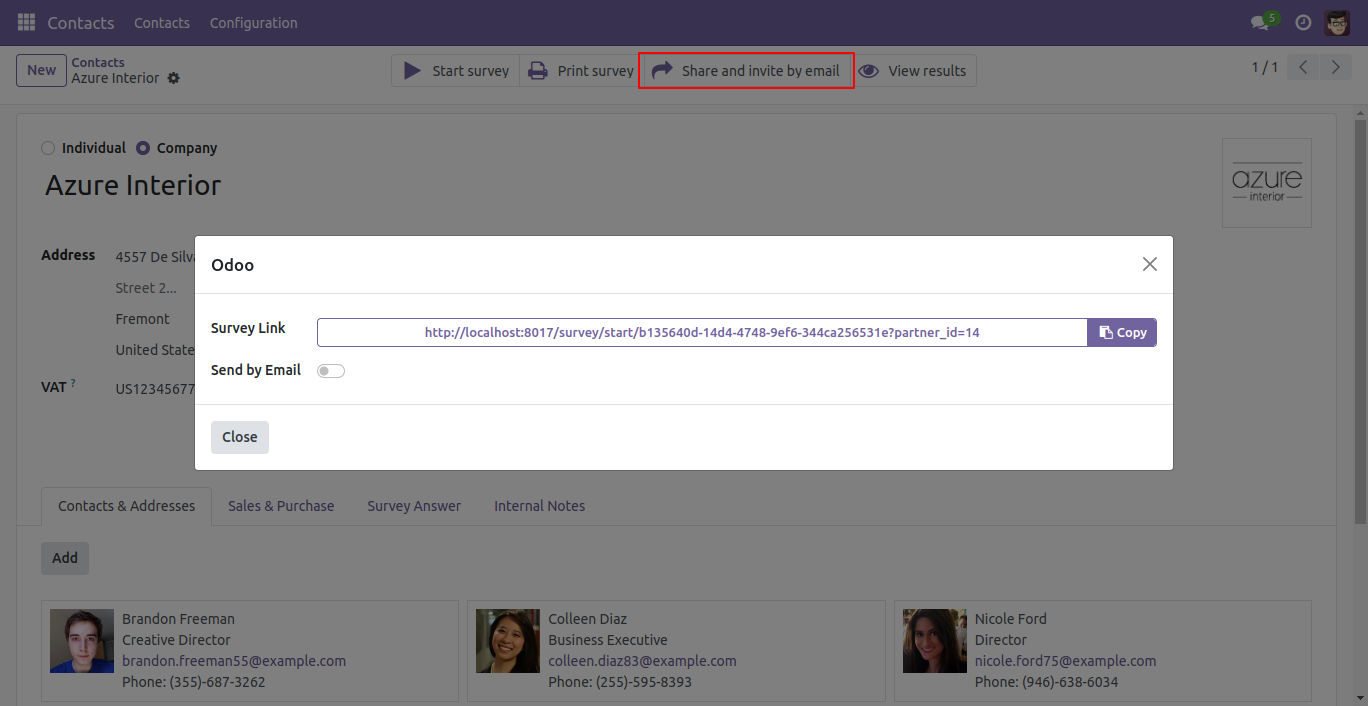 Contacts Contacts Configuration 5
New Contacts Start survey Print survey Share and invite by email View results 1 / 1
Azure Interior
Individual Company
Azure Interior
azure
interior
Address 4557 De Silva
Street 2...
Fremont
United State
VAT ? US12345677
Odoo
Survey Link http://localhost:8017/survey/start/b135640d-14d4-4748-9ef6-344ca256531e?partner_id=14 Copy
Send by Email
Close
Contacts & Addresses Sales & Purchase Survey Answer Internal Notes
Add
Brandon Freeman
Creative Director
brandon.freeman55@example.com
Phone: (355)-687-3262
Colleen Diaz
Business Executive
colleen.diaz83@example.com
Phone: (255)-595-8393
Nicole Ford
Director
nicole.ford75@example.com
Phone: (946)-638-6034